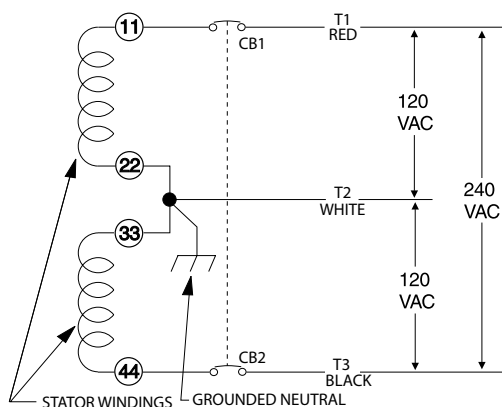 11
CB1
T1
RED
120
VAC
240
VAC
22
T2
WHITE
33
120
VAC
44
CB2
T3
BLACK
STATOR WINDINGS
GROUNDED NEUTRAL